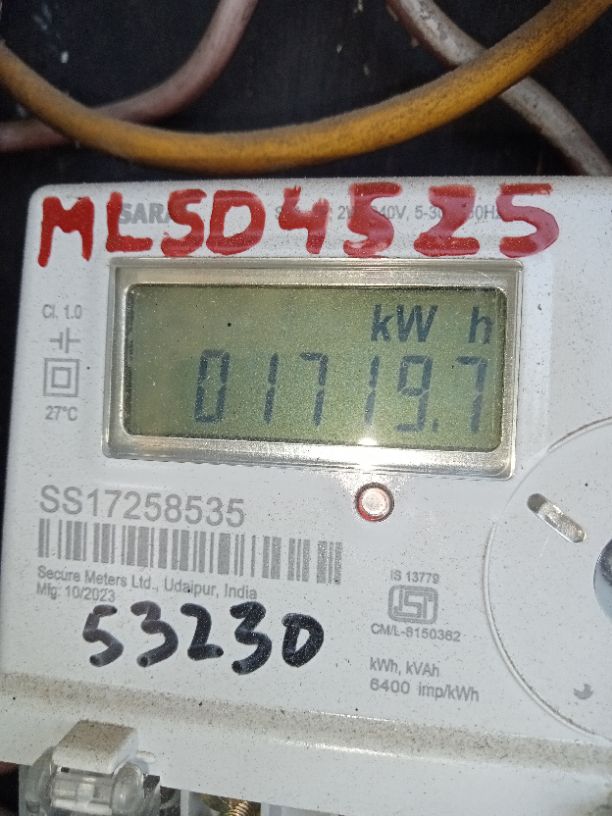 MLSD4525
Cl. 1.0
27°C
kW h
01719.7
SS17258535
Secure Meters Ltd., Udaipur, India
Mfg: 10/2023
53230
IS 13779
ISI
CM/L-8150362
kWh, kVAh
6400 imp/kWh